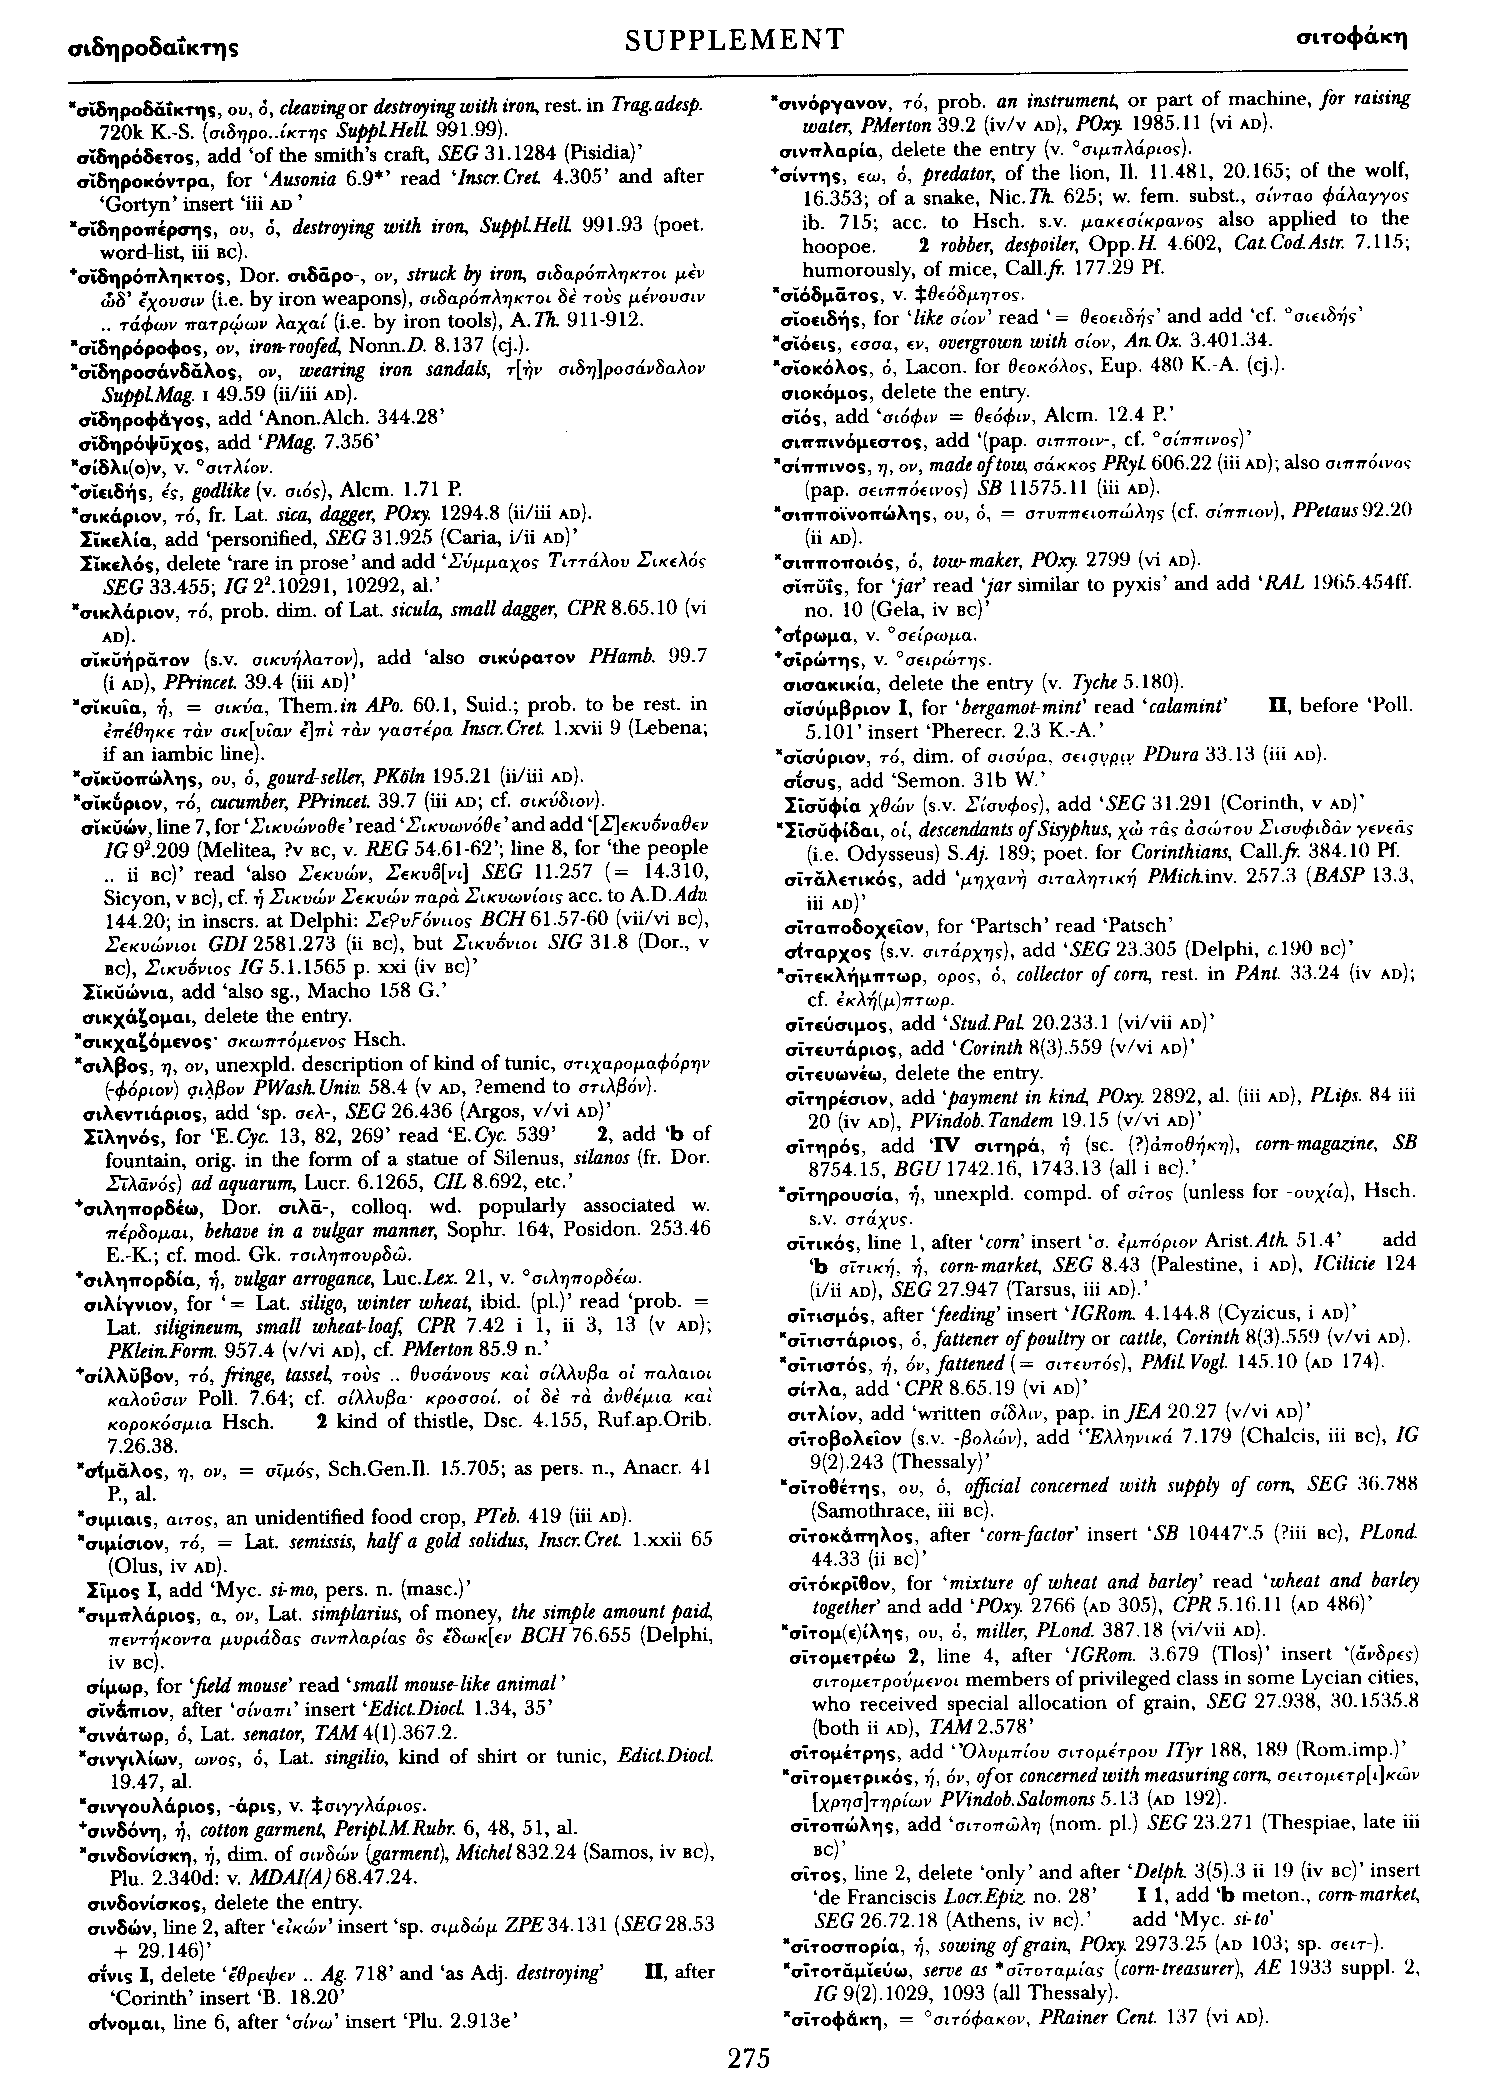 σιδηροδαΐκτης
SUPPLEMENT
σιτοφάκη
*σῐδηροδᾰΐκτης, ου, ὁ, cleaving or destroying with iron, rest. in Trag.adesp.
720k K.-S. (σιδηρο..ίκτης Suppl.Hell. 991.99).
σῐδηρόδετος, add ‘of the smith’s craft, SEG 31.1284 (Pisidia)’
σῐδηροκόντρα, for ‘Ausonia 6.9*’ read ‘Inscr.Cret. 4.305’ and after
‘Gortyn’ insert ‘iii AD’
*σῐδηροπέρσης, ου, ὁ, destroying with iron, Suppl.Hell. 991.93 (poet.
word-list, iii BC).
⁺σῐδηρόπληκτος, Dor. σιδᾱρο-, ον, struck by iron, σιδαρόπληκτοι μὲν
ὧδ’ ἔχουσιν (i.e. by iron weapons), σιδαρόπληκτοι δὲ τοὺς μένουσιν
.. τάφων πατρῴων λαχαί (i.e. by iron tools), A.Th. 911-912.
*σῐδηρόροφος, ον, iron-roofed, Nonn.D. 8.137 (cj.).
*σῐδηροσάνδᾰλος, ον, wearing iron sandals, τ[ὴν σιδη]ροσάνδαλον
Suppl.Mag. I 49.59 (ii/iii AD).
σῐδηροφάγος, add ‘Anon.Alch. 344.28’
σῐδηρόψῡχος, add ‘PMag. 7.356’
*σίδλι(ο)ν, v. °σιτλίον.
⁺σῐειδής, ές, godlike (v. σιός), Alcm. 1.71 P.
*σικάριον, τό, fr. Lat. sica, dagger, POxy. 1294.8 (ii/iii AD).
Σῐκελία, add ‘personified, SEG 31.925 (Caria, i/ii AD)’
Σῐκελός, delete ‘rare in prose’ and add ‘Σύμμαχος Τιττάλου Σικελός
SEG 33.455; IG 2².10291, 10292, al.’
*σικλάριον, τό, prob. dim. of Lat. sicula, small dagger, CPR 8.65.10 (vi
AD).
σῐκῠήρᾰτον (s.v. σικυήλατον), add ‘also σικύρατον PHamb. 99.7
(i AD), PPrincet. 39.4 (iii AD)’
*σῐκυῖα, ἡ, = σικύα, Them.in APo. 60.1, Suid.; prob. to be rest. in
ἐπέθηκε τὰν σικ[υῖαν ἐ]πὶ τὰν γαστέρα Inscr.Cret. 1.xvii 9 (Lebena;
if an iambic line).
*σῐκῠοπώλης, ου, ὁ, gourd-seller, PKöln 195.21 (ii/iii AD).
*σῐκύριον, τό, cucumber, PPrincet. 39.7 (iii AD; cf. σικύδιον).
σῐκῠών, line 7, for ‘Σικυώνοθε’ read ‘Σικυωνόθε’ and add ‘[Σ]εκυόναθεν
IG 9².209 (Melitea, ?v BC, v. REG 54.61-62’; line 8, for ‘the people
.. ii BC)’ read ‘also Σεκυών, Σεκυο̄͂[νι] SEG 11.257 (= 14.310,
Sicyon, v BC), cf. ἡ Σικυών Σεκυών παρὰ Σικυωνίοις acc. to A.D.Adv.
144.20; in inscrs. at Delphi: ΣεϘυϝόνιος BCH 61.57-60 (vii/vi BC),
Σεκυώνιοι GDI 2581.273 (ii BC), but Σικυό̄νιοι SIG 31.8 (Dor., v
BC), Σικυό̄νιος IG 5.1.1565 p. xxi (iv BC)’
Σῐκῠώνια, add ‘also sg., Macho 158 G.’
σικχάζομαι, delete the entry.
*σικχαζόμενος· σκωπτόμενος Hsch.
*σιλβος, η, ον, unexpld. description of kind of tunic, στιχαρομαφόρην
(-φόριον) σιλβον PWash.Univ. 58.4 (v AD, ?emend to στιλβόν).
σιλεντιάριος, add ‘sp. σελ-, SEG 26.436 (Argos, v/vi AD)’
Σῑληνός, for ‘E.Cyc. 13, 82, 269’ read ‘E.Cyc. 539’ 2, add ‘b of
fountain, orig. in the form of a statue of Silenus, silanos (fr. Dor.
Σῑλᾱνός) ad aquarum, Lucr. 6.1265, CIL 8.692, etc.’
⁺σιληπορδέω, Dor. σιλᾱ-, colloq. wd. popularly associated w.
πέρδομαι, behave in a vulgar manner, Sophr. 164, Posidon. 253.46
E.-K.; cf. mod. Gk. τσιληπουρδῶ.
⁺σιληπορδία, ἡ, vulgar arrogance, Luc.Lex. 21, v. °σιληπορδέω.
σιλίγνιον, for ‘= Lat. siligo, winter wheat, ibid. (pl.)’ read ‘prob. =
Lat. siligineum, small wheat-loaf, CPR 7.42 i 1, ii 3, 13 (v AD);
PKlein.Form. 957.4 (v/vi AD), cf. PMerton 85.9 n.’
⁺σίλλῠβον, τό, fringe, tassel, τοὺς .. θυσάνους καὶ σίλλυβα οἱ παλαιοι
καλοῦσιν Poll. 7.64; cf. σίλλυβα· κροσσοί. οἱ δὲ τὰ ἀνθέμια καὶ
κοροκόσμια Hsch. 2 kind of thistle, Dsc. 4.155, Ruf.ap.Orib.
7.26.38.
*σίμᾰλος, η, ον, = σῑμός, Sch.Gen.Il. 15.705; as pers. n., Anacr. 41
P., al.
*σιμιαις, αιτος, an unidentified food crop, PTeb. 419 (iii AD).
*σιμίσιον, τό, = Lat. semissis, half a gold solidus, Inscr.Cret. 1.xxii 65
(Olus, iv AD).
Σῖμος I, add ‘Myc. si-mo, pers. n. (masc.)’
*σιμπλάριος, α, ον, Lat. simplarius, of money, the simple amount paid,
πεντήκοντα μυριάδας σινπλαρίας ὃς ἔδωκ[εν BCH 76.655 (Delphi,
iv BC).
σίμωρ, for ‘field mouse’ read ‘small mouse-like animal’
σῐνάπιον, after ‘σίναπι’ insert ‘Edict.Diocl. 1.34, 35’
*σινάτωρ, ὁ, Lat. senator, TAM 4(1).367.2.
*σινγιλίων, ωνος, ὁ, Lat. singilio, kind of shirt or tunic, Edict.Diocl.
19.47, al.
*σινγουλάριος, -άρις, v. ‡σιγγλάριος.
⁺σινδόνη, ἡ, cotton garment, Peripl.M.Rubr. 6, 48, 51, al.
*σινδονίσκη, ἡ, dim. of σινδών (garment), Michel 832.24 (Samos, iv BC),
Plu. 2.340d: v. MDAI(A) 68.47.24.
σινδονίσκος, delete the entry.
σινδών, line 2, after ‘εἰκών’ insert ‘sp. σιμδώμ ZPE 34.131 (SEG 28.53
+ 29.146)’
σίνις I, delete ‘ἔθρεψεν .. Ag. 718’ and ‘as Adj. destroying’ II, after
‘Corinth’ insert ‘B. 18.20’
σίνομαι, line 6, after ‘σίνω’ insert ‘Plu. 2.913e’
*σινόργανον, τό, prob. an instrument, or part of machine, for raising
water, PMerton 39.2 (iv/v AD), POxy. 1985.11 (vi AD).
σινπλαρία, delete the entry (v. °σιμπλάριος).
⁺σίντης, εω, ὁ, predator, of the lion, Il. 11.481, 20.165; of the wolf,
16.353; of a snake, Nic.Th. 625; w. fem. subst., σίνταο φάλαγγος
ib. 715; acc. to Hsch. s.v. μακεσίκρανος also applied to the
hoopoe. 2 robber, despoiler, Opp.H. 4.602, Cat.Cod.Astr. 7.115;
humorously, of mice, Call.fr. 177.29 Pf.
*σῐόδμᾱτος, v. ‡θεόδμητος.
σῐοειδής, for ‘like σίον’ read ‘= θεοειδής’ and add ‘cf. °σιειδής’
*σῐόεις, εσσα, εν, overgrown with σίον, An.Ox. 3.401.34.
*σῐοκόλος, ὁ, Lacon. for θεοκόλος, Eup. 480 K.-A. (cj.).
σιοκόμος, delete the entry.
σῐός, add ‘σιόφιν = θεόφιν, Alcm. 12.4 P.’
σιππινόμεστος, add ‘(pap. σιπποιν-, cf. °σίππινος)’
*σίππινος, η, ον, made of tow, σάκκος PRyl. 606.22 (iii AD); also σιππόινος
(pap. σειππόεινος) SB 11575.11 (iii AD).
*σιπποϊνοπώλης, ου, ὁ, = στυππειοπώλης (cf. σίππιον), PPetaus 92.20
(ii AD).
*σιπποποιός, ὁ, tow-maker, POxy. 2799 (vi AD).
σῐπῠΐς, for ‘jar’ read ‘jar similar to pyxis’ and add ‘RAL 1965.454ff.
no. 10 (Gela, iv BC)’
⁺σίρωμα, v. °σείρωμα.
⁺σῑρώτης, v. °σειρώτης.
σισακικία, delete the entry (v. Tyche 5.180).
σῐσύμβριον I, for ‘bergamot-mint’ read ‘calamint’ II, before ‘Poll.
5.101’ insert ‘Pherecr. 2.3 K.-A.’
*σῐσύριον, τό, dim. of σισύρα, σεισυριν PDura 33.13 (iii AD).
σίσυς, add ‘Semon. 31b W.’
Σῑσῠφία χθών (s.v. Σίσυφος), add ‘SEG 31.291 (Corinth, v AD)’
*Σῑσῠφίδαι, οἱ, descendants of Sisyphus, χὠ τᾶς ἀσώτου Σισυφιδᾶν γενεᾶς
(i.e. Odysseus) S.Aj. 189; poet. for Corinthians, Call.fr. 384.10 Pf.
σῑτᾰλετικός, add ‘μηχανὴ σιταλητική PMich.inv. 257.3 (BASP 13.3,
iii AD)’
σῑταποδοχεῖον, for ‘Partsch’ read ‘Patsch’
σίταρχος (s.v. σιτάρχης), add ‘SEG 23.305 (Delphi, c.190 BC)’
*σῑτεκλήμπτωρ, ορος, ὁ, collector of corn, rest. in PAnt. 33.24 (iv AD);
cf. ἐκλή(μ)πτωρ.
σῑτεύσιμος, add ‘Stud.Pal. 20.233.1 (vi/vii AD)’
σῑτευτάριος, add ‘Corinth 8(3).559 (v/vi AD)’
σῑτευωνέω, delete the entry.
σῑτηρέσιον, add ‘payment in kind, POxy. 2892, al. (iii AD), PLips. 84 iii
20 (iv AD), PVindob.Tandem 19.15 (v/vi AD)’
σῑτηρός, add ‘IV σιτηρά, ἡ (sc. (?)ἀποθήκη), corn-magazine, SB
8754.15, BGU 1742.16, 1743.13 (all i BC).’
*σῑτηρουσία, ἡ, unexpld. compd. of σῖτος (unless for -ουχία), Hsch.
s.v. στάχυς.
σῑτικός, line 1, after ‘corn’ insert ‘σ. ἐμπόριον Arist.Ath. 51.4’ add
‘b σῑτική, ἡ, corn-market, SEG 8.43 (Palestine, i AD), ICilicie 124
(i/ii AD), SEG 27.947 (Tarsus, iii AD).’
σῑτισμός, after ‘feeding’ insert ‘IGRom. 4.144.8 (Cyzicus, i AD)’
*σῑτιστάριος, ὁ, fattener of poultry or cattle, Corinth 8(3).559 (v/vi AD).
*σῑτιστός, ή, όν, fattened (= σιτευτός), PMil.Vogl. 145.10 (AD 174).
σίτλα, add ‘CPR 8.65.19 (vi AD)’
σιτλίον, add ‘written σίδλιν, pap. in JEA 20.27 (v/vi AD)’
σῑτοβολεῖον (s.v. -βολών), add ‘Ἑλληνικά 7.179 (Chalcis, iii BC), IG
9(2).243 (Thessaly)’
*σῑτοθέτης, ου, ὁ, official concerned with supply of corn, SEG 36.788
(Samothrace, iii BC).
σῑτοκάπηλος, after ‘corn-factor’ insert ‘SB 10447ᵛ.5 (?iii BC), PLond.
44.33 (ii BC)’
σῑτόκρῑθον, for ‘mixture of wheat and barley’ read ‘wheat and barley
together’ and add ‘POxy. 2766 (AD 305), CPR 5.16.11 (AD 486)’
*σῑτομ(ε)ίλης, ου, ὁ, miller, PLond. 387.18 (vi/vii AD).
σῑτομετρέω 2, line 4, after ‘IGRom. 3.679 (Tlos)’ insert ‘(ἄνδρες)
σιτομετρούμενοι members of privileged class in some Lycian cities,
who received special allocation of grain, SEG 27.938, 30.1535.8
(both ii AD), TAM 2.578’
σῑτομέτρης, add ‘Ὀλυμπίου σιτομέτρου ITyr 188, 189 (Rom.imp.)’
*σῑτομετρικός, ή, όν, of or concerned with measuring corn, σειτομετρ[ι]κῶν
[χρησ]τηρίων PVindob.Salomons 5.13 (AD 192).
σῑτοπώλης, add ‘σιτοπῶλη (nom. pl.) SEG 23.271 (Thespiae, late iii
BC)’
σῖτος, line 2, delete ‘only’ and after ‘Delph. 3(5).3 ii 19 (iv BC)’ insert
‘de Franciscis Locr.Epiz. no. 28’ I 1, add ‘b meton., corn-market,
SEG 26.72.18 (Athens, iv BC).’ add ‘Myc. si-to’
*σῑτοσπορία, ἡ, sowing of grain, POxy. 2973.25 (AD 103; sp. σειτ-).
*σῑτοτᾰμῐεύω, serve as *σῑτοταμίας (corn-treasurer), AE 1933 suppl. 2,
IG 9(2).1029, 1093 (all Thessaly).
*σῑτοφάκη, = °σιτόφακον, PRainer Cent. 137 (vi AD).
275